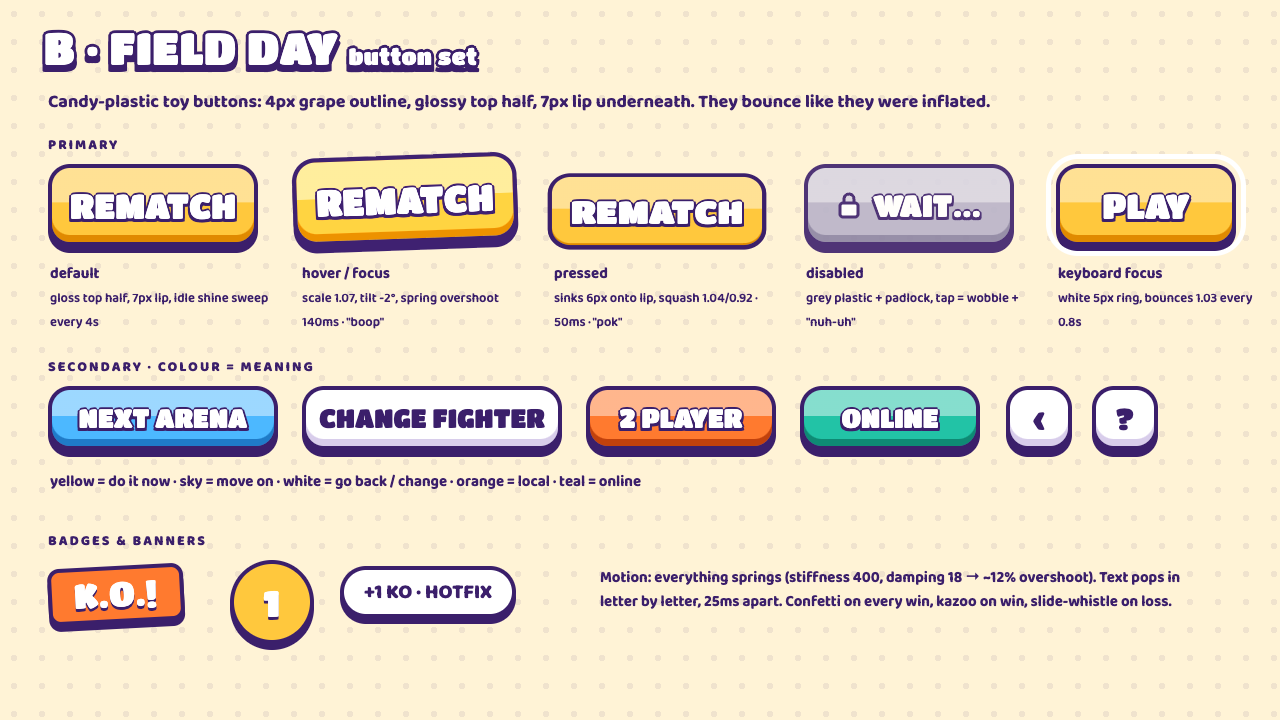 B · FIELD DAY button set
Candy-plastic toy buttons: 4px grape outline, glossy top half, 7px lip underneath. They bounce like they were inflated.
PRIMARY
REMATCH
REMATCH
REMATCH
WAIT...
PLAY
default
gloss top half, 7px lip, idle shine sweep
every 4s
hover / focus
scale 1.07, tilt -2°, spring overshoot
140ms · "boop"
pressed
sinks 6px onto lip, squash 1.04/0.92 ·
50ms · "pok"
disabled
grey plastic + padlock, tap = wobble +
"nuh-uh"
keyboard focus
white 5px ring, bounces 1.03 every
0.8s
SECONDARY · COLOUR = MEANING
NEXT ARENA
CHANGE FIGHTER
2 PLAYER
ONLINE
‹
?
yellow = do it now · sky = move on · white = go back / change · orange = local · teal = online
BADGES & BANNERS
K.O.!
1
+1 KO · HOTFIX
Motion: everything springs (stiffness 400, damping 18 → ~12% overshoot). Text pops in
letter by letter, 25ms apart. Confetti on every win, kazoo on win, slide-whistle on loss.